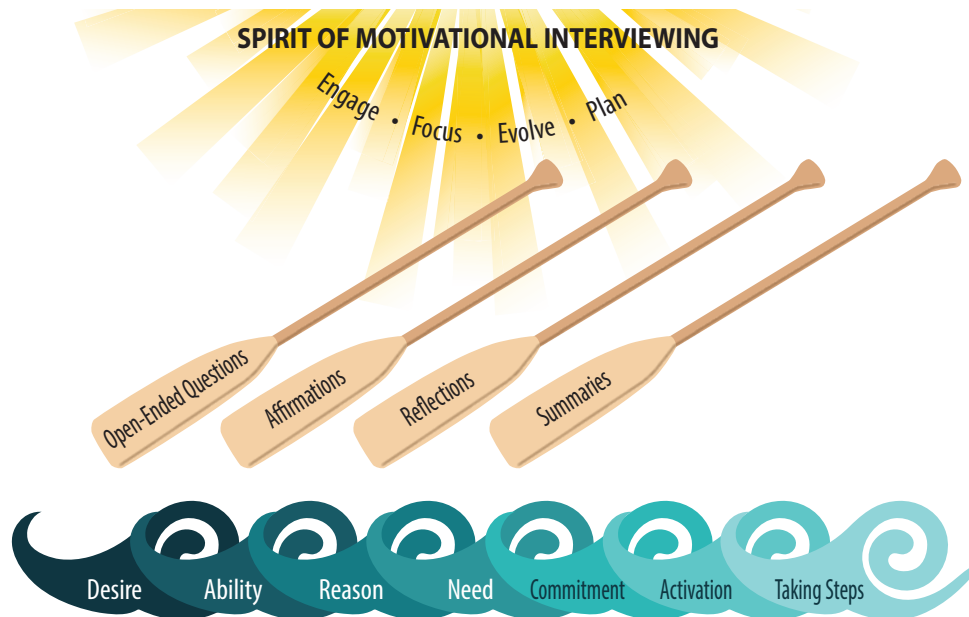 SPIRIT OF MOTIVATIONAL INTERVIEWING
Engage • Focus • Evolve • Plan
Open-Ended Questions
Affirmations
Reflections
Summaries
Desire Ability Reason Need Commitment Activation Taking Steps